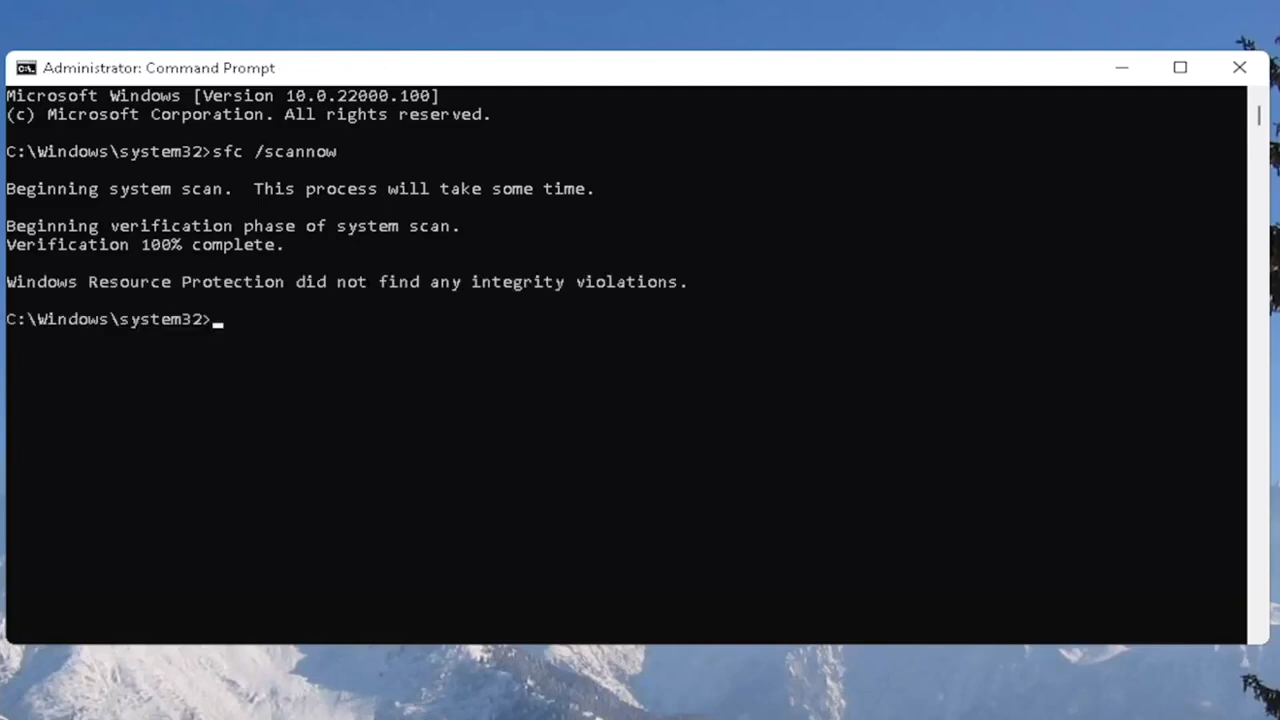 Administrator: Command Prompt
Microsoft Windows [Version 10.0.22000.100]
(c) Microsoft Corporation. All rights reserved.
C:\Windows\system32>sfc /scannow
Beginning system scan.  This process will take some time.
Beginning verification phase of system scan.
Verification 100% complete.
Windows Resource Protection did not find any integrity violations.
C:\Windows\system32>